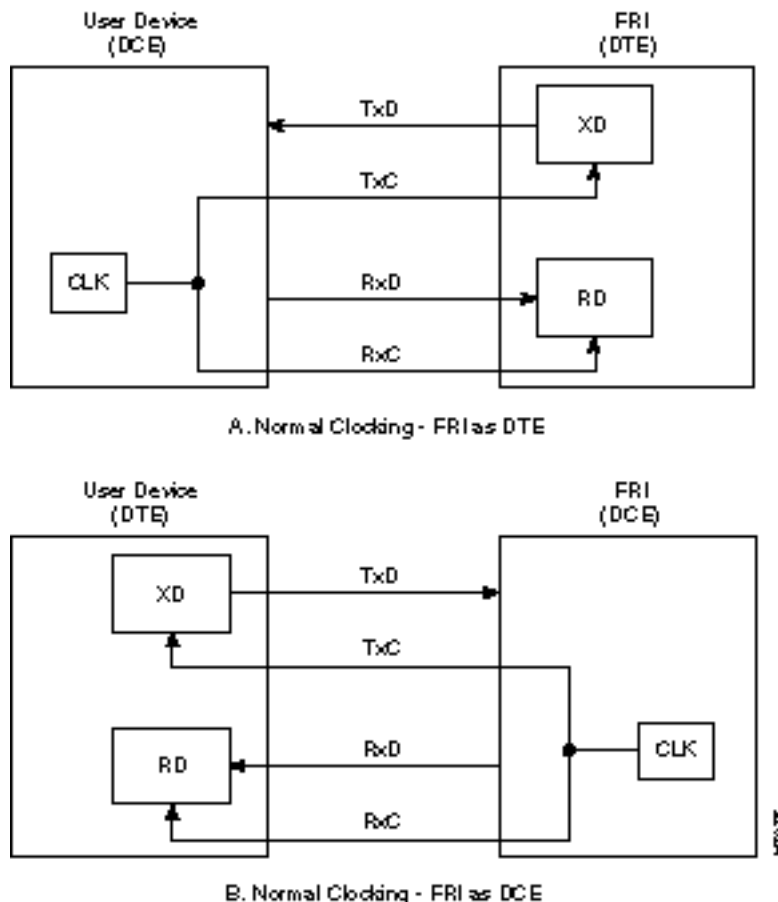 User Device
(DCE)
FRI
(DTE)
TxD
XD
TxC
CLK
RxD
RD
RxC
A. Normal Clocking - FRI as DTE
User Device
(DTE)
FRI
(DCE)
XD
TxD
TxC
RD
RxD
CLK
RxC
B. Normal Clocking - FRI as DCE